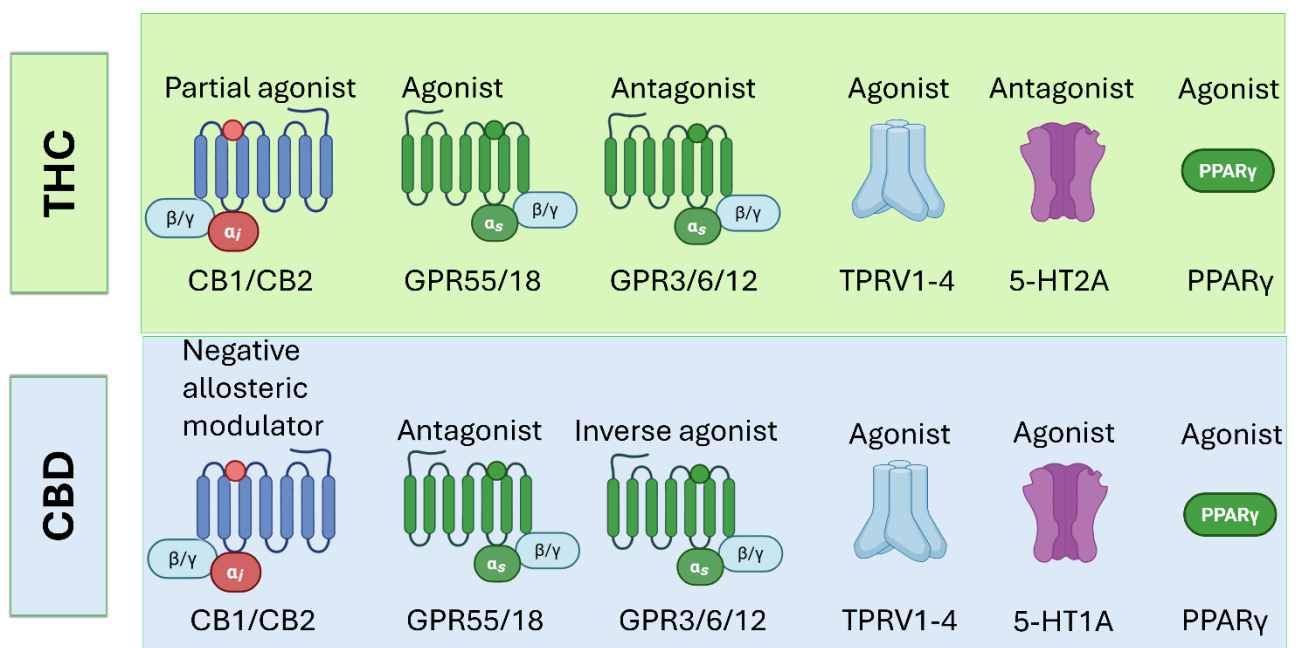 THC
Partial agonist
Agonist
Antagonist
Agonist
Antagonist
Agonist
β/γ
αi
αs
β/γ
αs
β/γ
PPARγ
CB1/CB2
GPR55/18
GPR3/6/12
TPRV1-4
5-HT2A
PPARγ
CBD
Negative
allosteric
modulator
Antagonist
Inverse agonist
Agonist
Agonist
Agonist
β/γ
αi
αs
β/γ
αs
β/γ
PPARγ
CB1/CB2
GPR55/18
GPR3/6/12
TPRV1-4
5-HT1A
PPARγ